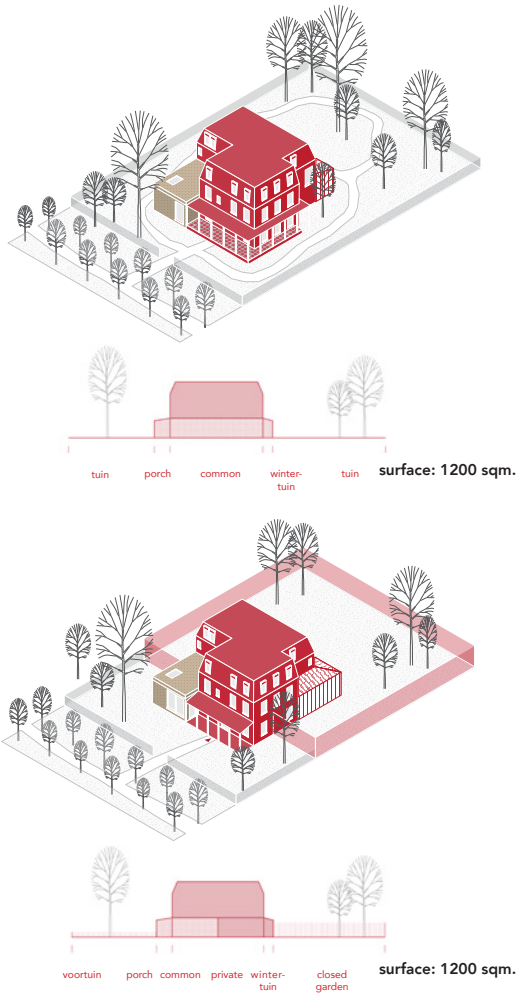 tuin porch common winter- tuin surface: 1200 sqm.
tuin
voortuin porch common private winter- closed surface: 1200 sqm.
tuin garden